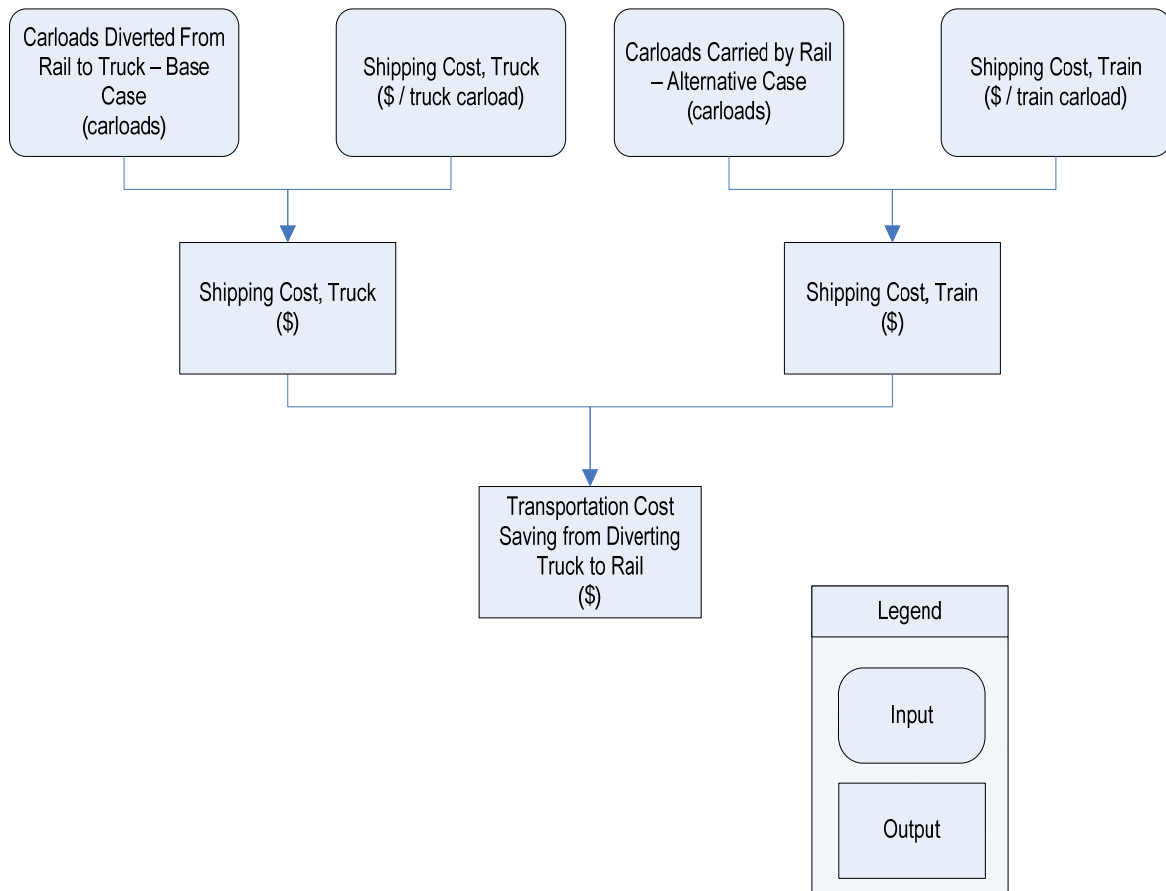 Carloads Diverted From
Rail to Truck – Base
Case
(carloads)
Shipping Cost, Truck
($ / truck carload)
Carloads Carried by Rail
– Alternative Case
(carloads)
Shipping Cost, Train
($ / train carload)
Shipping Cost, Truck
($)
Shipping Cost, Train
($)
Transportation Cost
Saving from Diverting
Truck to Rail
($)
Legend
Input
Output